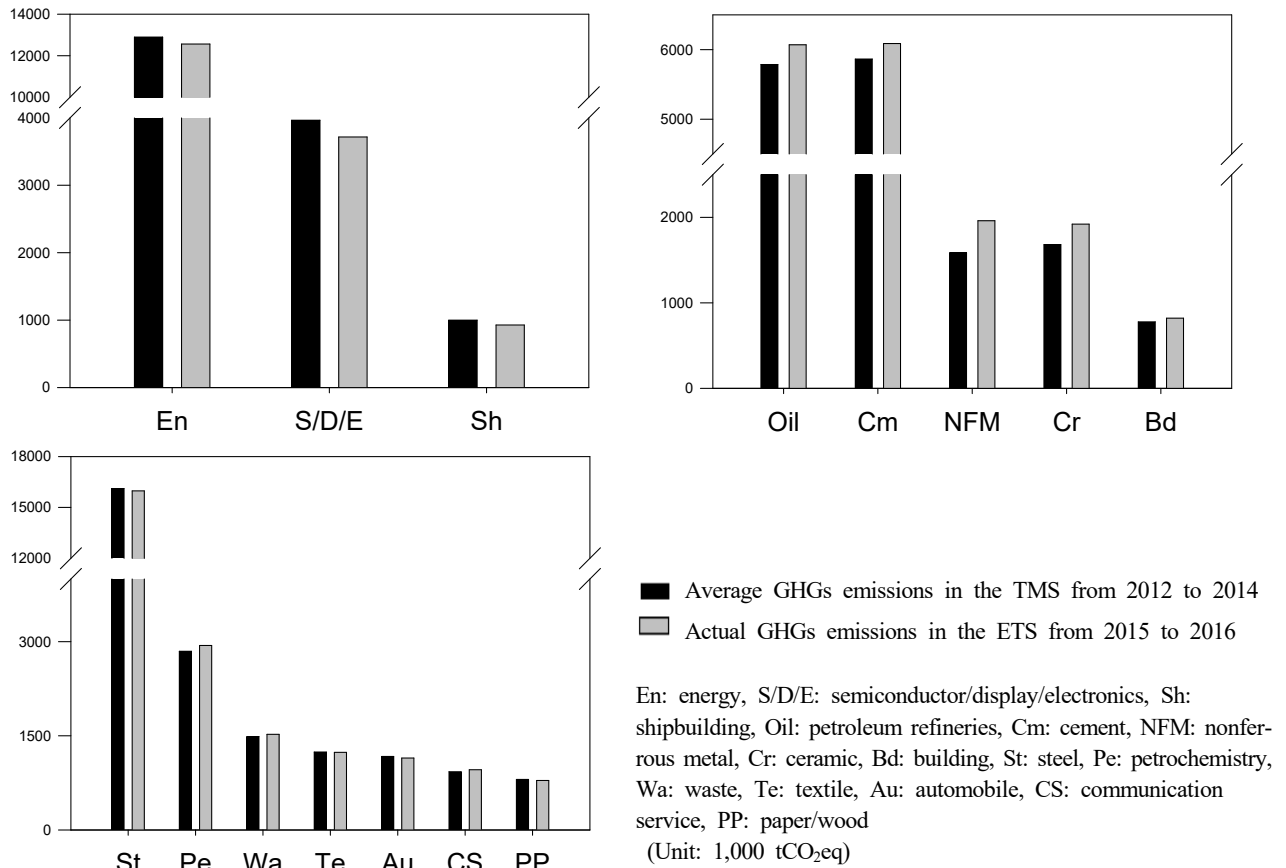 14000
12000
10000
4000
3000
2000
1000
0
En S/D/E Sh
6000
5000
2000
1000
0
Oil Cm NFM Cr Bd
18000
15000
12000
3000
1500
0
St Pe Wa Te Au CS PP
Average GHGs emissions in the TMS from 2012 to 2014
Actual GHGs emissions in the ETS from 2015 to 2016
En: energy, S/D/E: semiconductor/display/electronics, Sh:
shipbuilding, Oil: petroleum refineries, Cm: cement, NFM: nonfer-
rous metal, Cr: ceramic, Bd: building, St: steel, Pe: petrochemistry,
Wa: waste, Te: textile, Au: automobile, CS: communication
service, PP: paper/wood
(Unit: 1,000 tCO₂eq)